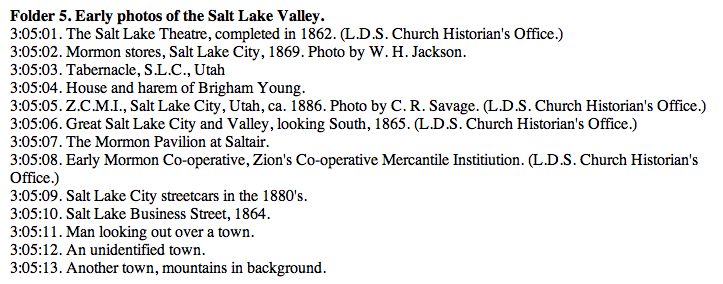 Folder 5. Early photos of the Salt Lake Valley.
3:05:01. The Salt Lake Theatre, completed in 1862. (L.D.S. Church Historian's Office.)
3:05:02. Mormon stores, Salt Lake City, 1869. Photo by W. H. Jackson.
3:05:03. Tabernacle, S.L.C., Utah
3:05:04. House and harem of Brigham Young.
3:05:05. Z.C.M.I., Salt Lake City, Utah, ca. 1886. Photo by C. R. Savage. (L.D.S. Church Historian's Office.)
3:05:06. Great Salt Lake City and Valley, looking South, 1865. (L.D.S. Church Historian's Office.)
3:05:07. The Mormon Pavilion at Saltair.
3:05:08. Early Mormon Co-operative, Zion's Co-operative Mercantile Institiution. (L.D.S. Church Historian's
Office.)
3:05:09. Salt Lake City streetcars in the 1880's.
3:05:10. Salt Lake Business Street, 1864.
3:05:11. Man looking out over a town.
3:05:12. An unidentified town.
3:05:13. Another town, mountains in background.